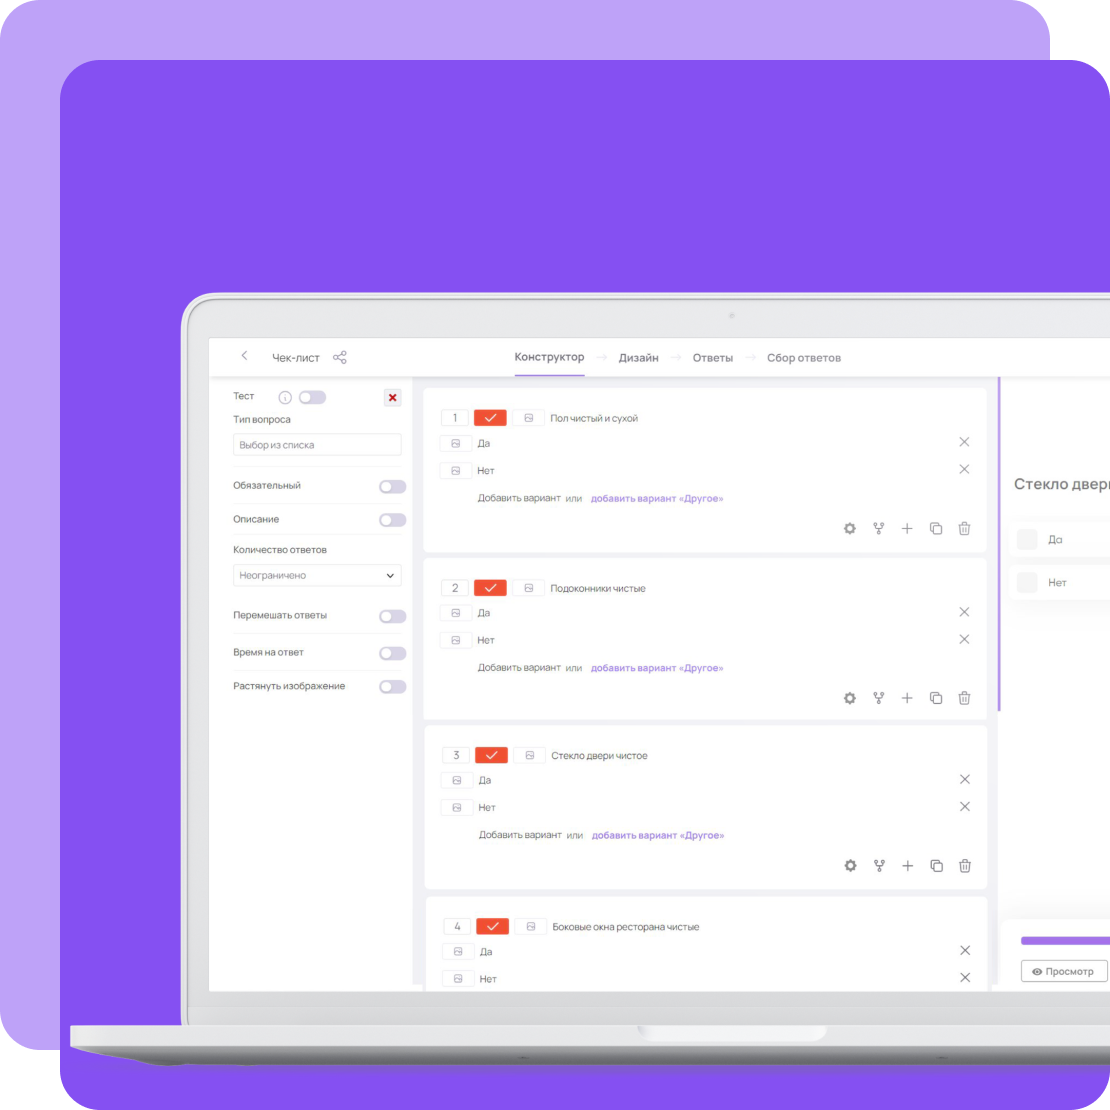 Чек-лист
Конструктор
Дизайн
Ответы
Сбор ответов
Тест
Тип вопроса
Выбор из списка
Обязательный
Описание
Количество ответов
Неограничено
Перемешать ответы
Время на ответ
Растянуть изображение
1 Пол чистый и сухой
Да
Нет
Добавить вариант или добавить вариант «Другое»
2 Подоконники чистые
Да
Нет
Добавить вариант или добавить вариант «Другое»
3 Стекло двери чистое
Да
Нет
Добавить вариант или добавить вариант «Другое»
4 Боковые окна ресторана чистые
Да
Нет
Стекло двери
Да
Нет
Просмотр